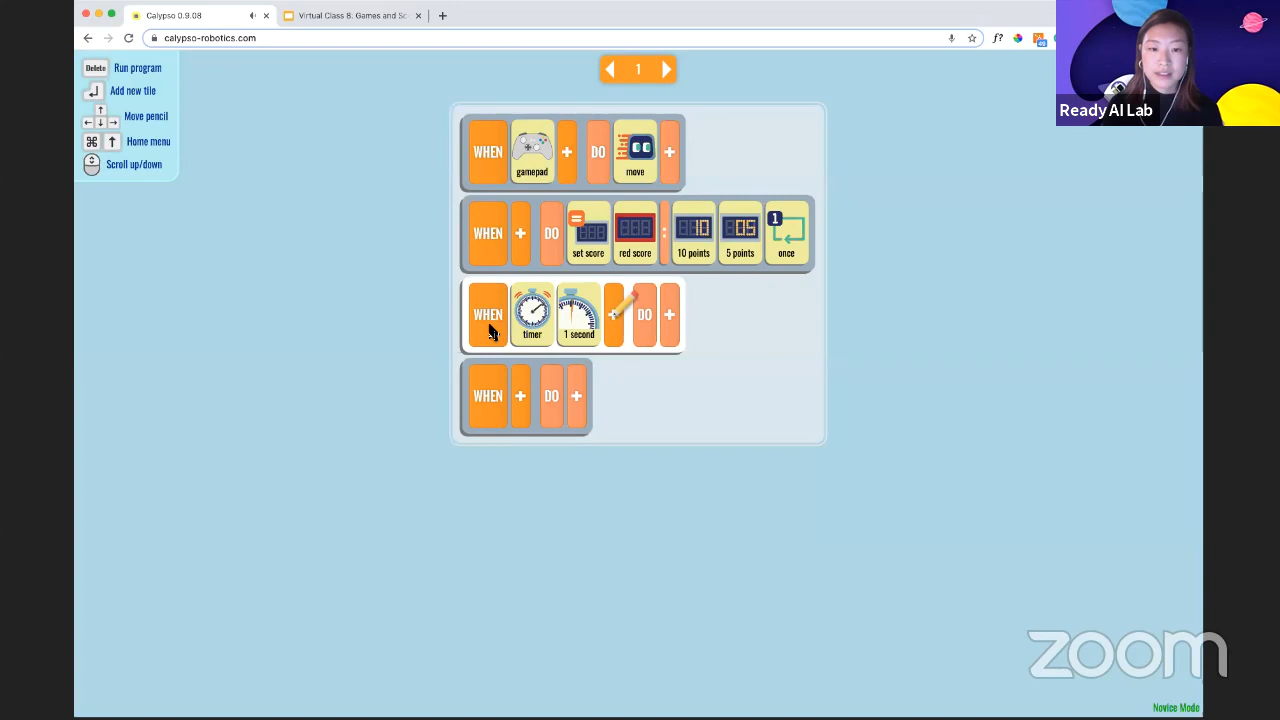 Calypso 0.9.08
Virtual Class 8: Games and Sc
calypso-robotics.com
f?
Delete Run program
Add new tile
Move pencil
Home menu
Scroll up/down
1
WHEN gamepad + DO move +
WHEN + DO = set score red score : 10 10 points 05 5 points 1 once
WHEN timer 1 second + DO +
WHEN + DO +
Ready AI Lab
zoom
Novice Mode